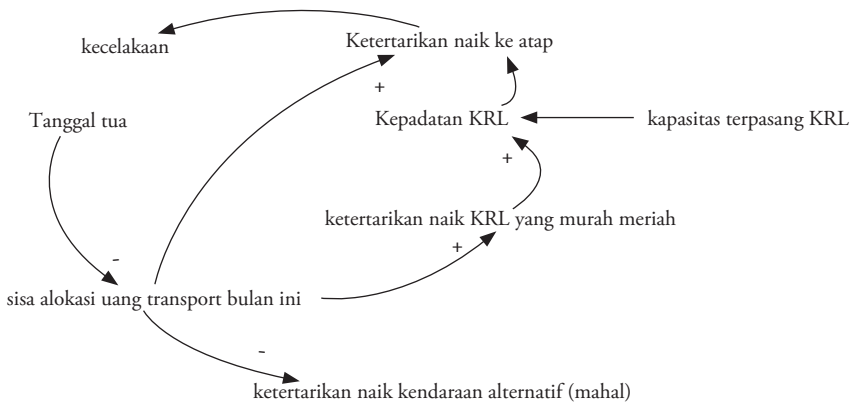 kecelakaan
Ketertarikan naik ke atap
+
Tanggal tua
Kepadatan KRL
kapasitas terpasang KRL
+
ketertarikan naik KRL yang murah meriah
+
-
sisa alokasi uang transport bulan ini
-
ketertarikan naik kendaraan alternatif (mahal)